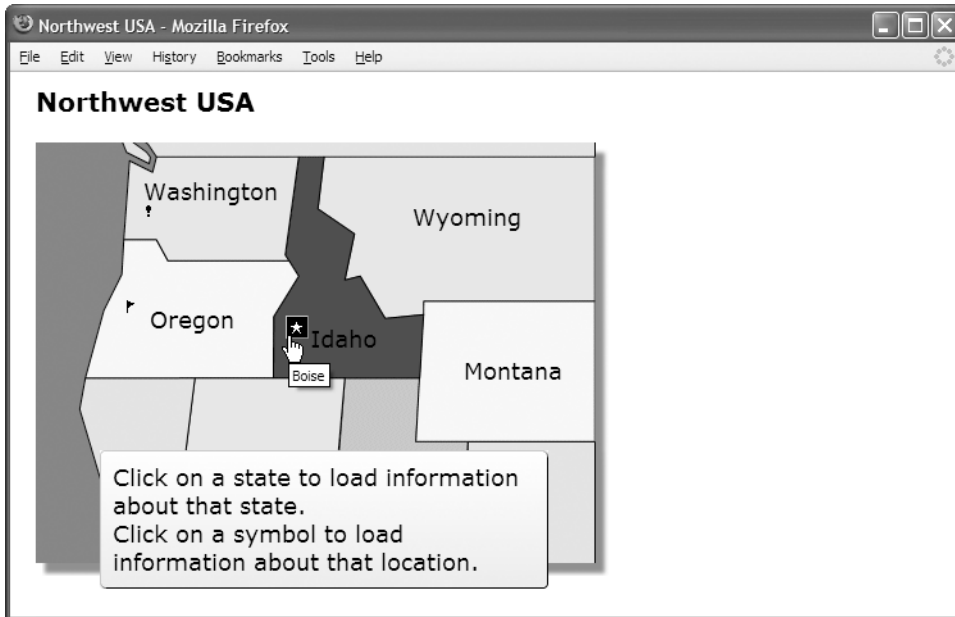 Northwest USA - Mozilla Firefox
File Edit View History Bookmarks Tools Help
Northwest USA
Washington
Wyoming
Oregon
Idaho
Boise
Montana
Click on a state to load information
about that state.
Click on a symbol to load
information about that location.